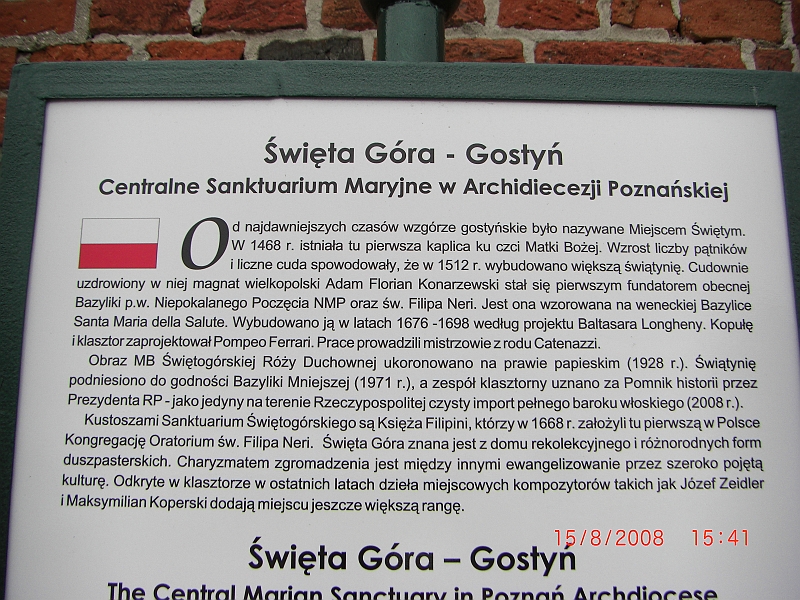 Święta Góra - Gostyń
Centralne Sanktuarium Maryjne w Archidiecezji Poznańskiej
Od najdawniejszych czasów wzgórze gostyńskie było nazywane Miejscem Świętym.
W 1468 r. istniała tu pierwsza kaplica ku czci Matki Bożej. Wzrost liczby pątników
i liczne cuda spowodowały, że w 1512 r. wybudowano większą świątynię. Cudownie
uzdrowiony w niej magnat wielkopolski Adam Florian Konarzewski stał się pierwszym fundatorem obecnej
Bazyliki p.w. Niepokalanego Poczęcia NMP oraz św. Filipa Neri. Jest ona wzorowana na weneckiej Bazylice
Santa Maria della Salute. Wybudowano ją w latach 1676 -1698 według projektu Baltasara Longheny. Kopułę
i klasztor zaprojektował Pompeo Ferrari. Prace prowadzili mistrzowie z rodu Catenazzi.
Obraz MB Świętogórskiej Róży Duchownej ukoronowano na prawie papieskim (1928 r.). Świątynię
podniesiono do godności Bazyliki Mniejszej (1971 r.), a zespół klasztorny uznano za Pomnik historii przez
Prezydenta RP - jako jedyny na terenie Rzeczypospolitej czysty import pełnego baroku włoskiego (2008 r.).
Kustoszami Sanktuarium Świętogórskiego są Księża Filipini, którzy w 1668 r. założyli tu pierwszą w Polsce
Kongregację Oratorium św. Filipa Neri. Święta Góra znana jest z domu rekolekcyjnego i różnorodnych form
duszpasterskich. Charyzmatem zgromadzenia jest między innymi ewangelizowanie przez szeroko pojętą
kulturę. Odkryte w klasztorze w ostatnich latach dzieła miejscowych kompozytorów takich jak Józef Zeidler
i Maksymilian Koperski dodają miejscu jeszcze większą rangę.
15/8/2008 15:41
Święta Góra – Gostyń
The Central Marian Sanctuary in Poznań Archdiocese